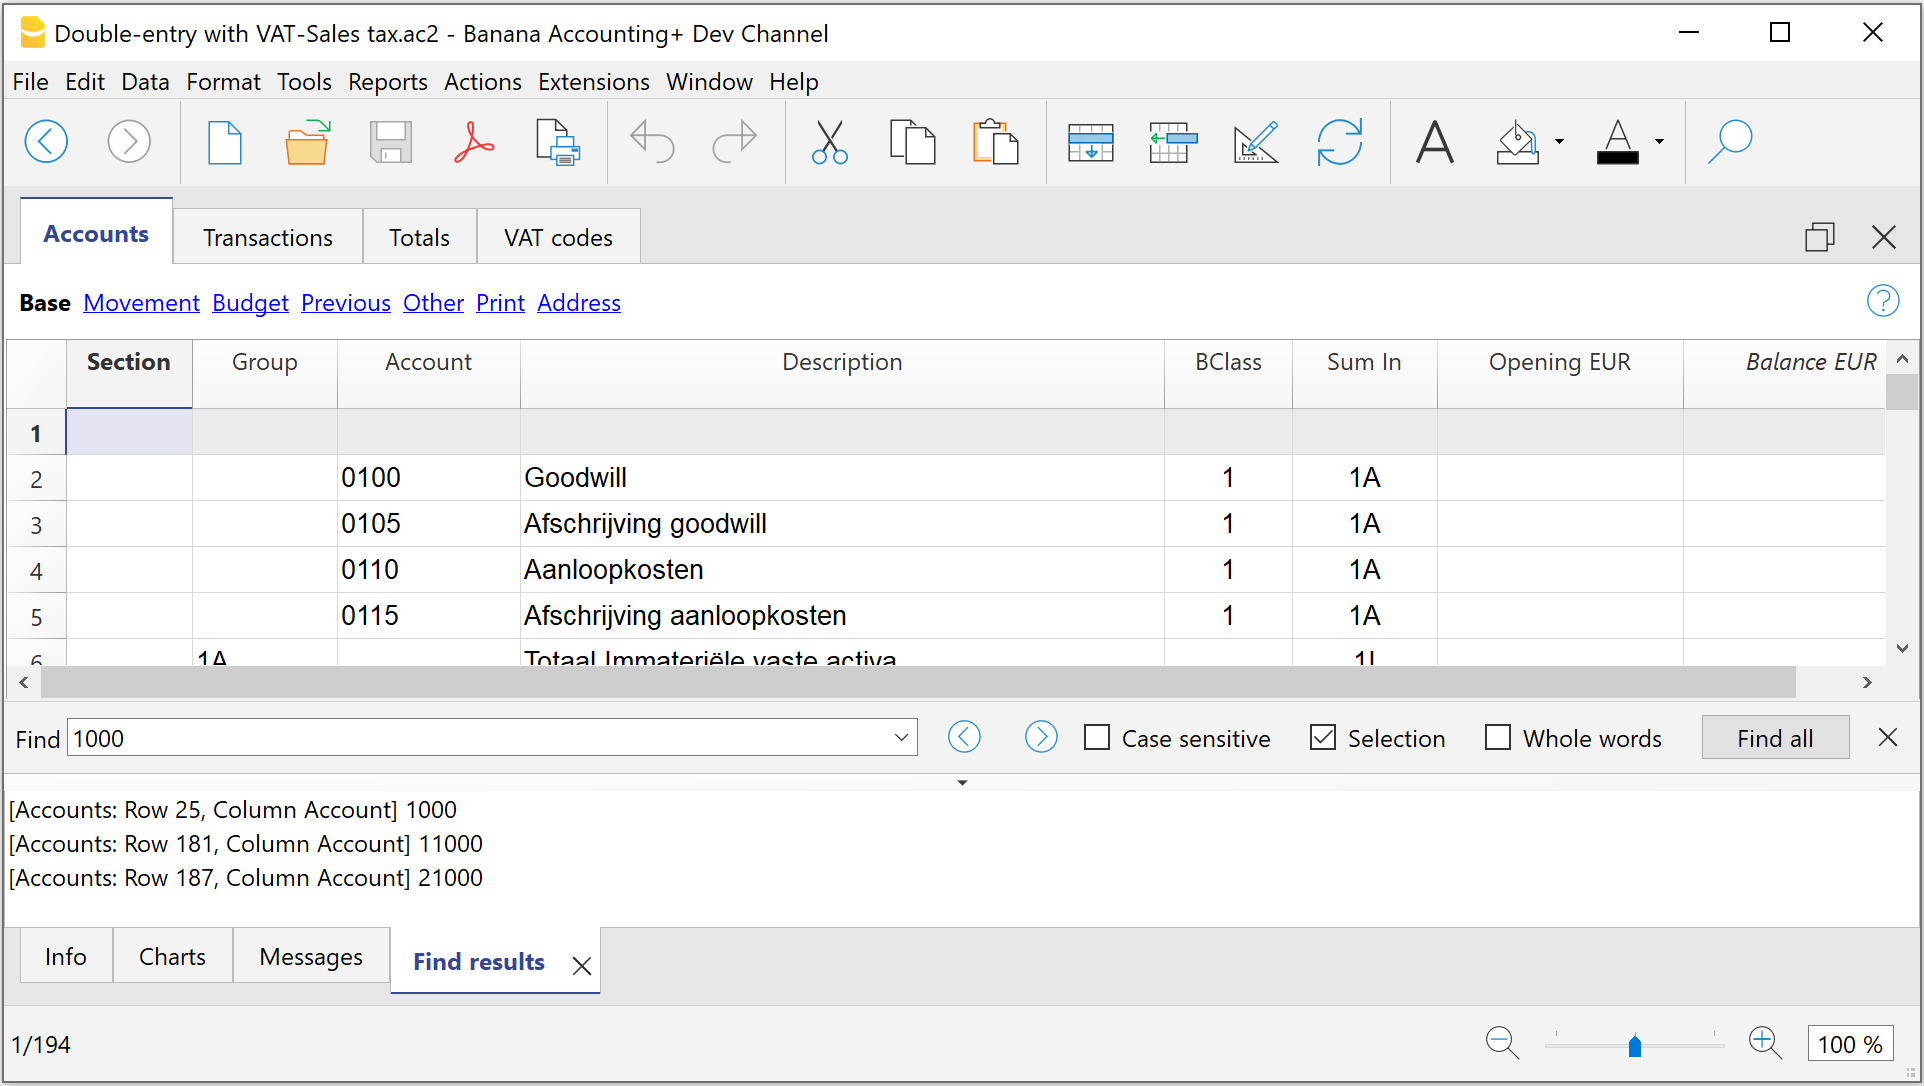 Double-entry with VAT-Sales tax.ac2 - Banana Accounting+ Dev Channel
File Edit Data Format Tools Reports Actions Extensions Window Help
Accounts Transactions Totals VAT codes
Base Movement Budget Previous Other Print Address
Section Group Account Description BClass Sum In Opening EUR Balance EUR
1
2 0100 Goodwill 1 1A
3 0105 Afschrijving goodwill 1 1A
4 0110 Aanloopkosten 1 1A
5 0115 Afschrijving aanloopkosten 1 1A
6 1A Totaal Immateriële vaste activa
Find 1000 Case sensitive Selection Whole words Find all
[Accounts: Row 25, Column Account] 1000
[Accounts: Row 181, Column Account] 11000
[Accounts: Row 187, Column Account] 21000
Info Charts Messages Find results
1/194 100 %